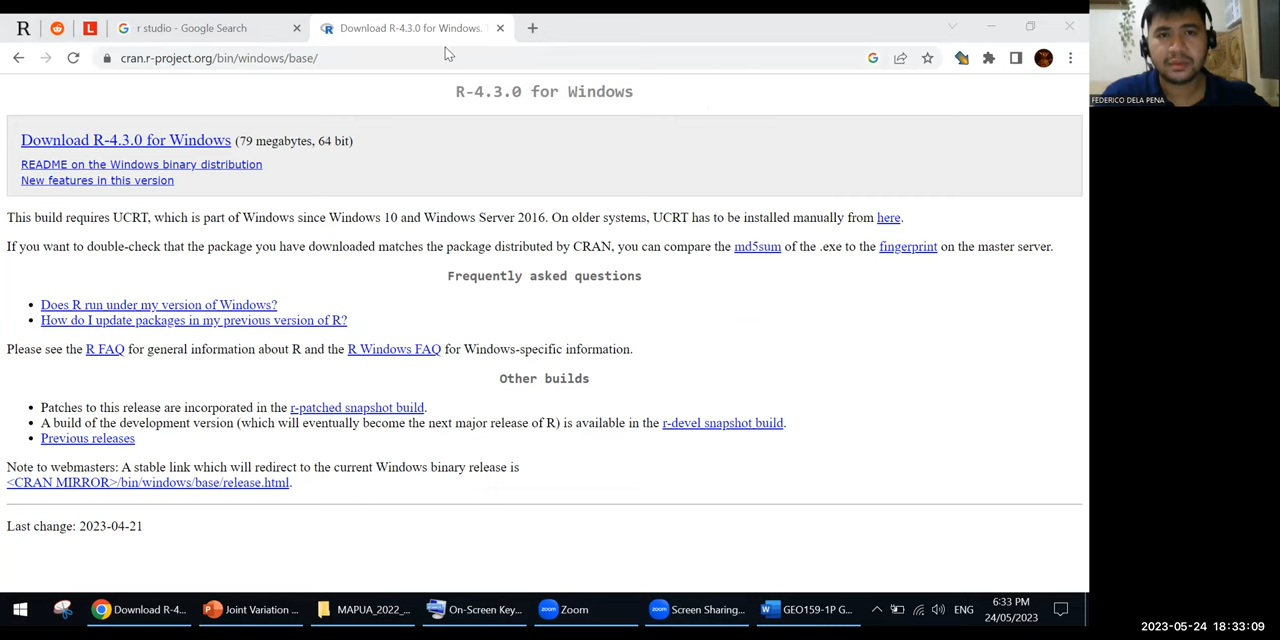 R L r studio - Google Search Download R-4.3.0 for Windows.
cran.r-project.org/bin/windows/base/
R-4.3.0 for Windows
Download R-4.3.0 for Windows (79 megabytes, 64 bit)
README on the Windows binary distribution
New features in this version
This build requires UCRT, which is part of Windows since Windows 10 and Windows Server 2016. On older systems, UCRT has to be installed manually from here.
If you want to double-check that the package you have downloaded matches the package distributed by CRAN, you can compare the md5sum of the .exe to the fingerprint on the master server.
Frequently asked questions
• Does R run under my version of Windows?
• How do I update packages in my previous version of R?
Please see the R FAQ for general information about R and the R Windows FAQ for Windows-specific information.
Other builds
• Patches to this release are incorporated in the r-patched snapshot build.
• A build of the development version (which will eventually become the next major release of R) is available in the r-devel snapshot build.
• Previous releases
Note to webmasters: A stable link which will redirect to the current Windows binary release is
<CRAN MIRROR>/bin/windows/base/release.html.
Last change: 2023-04-21
FEDERICO DELA PENA
Download R-4... Joint Variation ... MAPUA_2022_... On-Screen Key... zoom Zoom zoom Screen Sharing... GEO159-1P G... ENG
6:33 PM
24/05/2023
2023-05-24 18:33:09